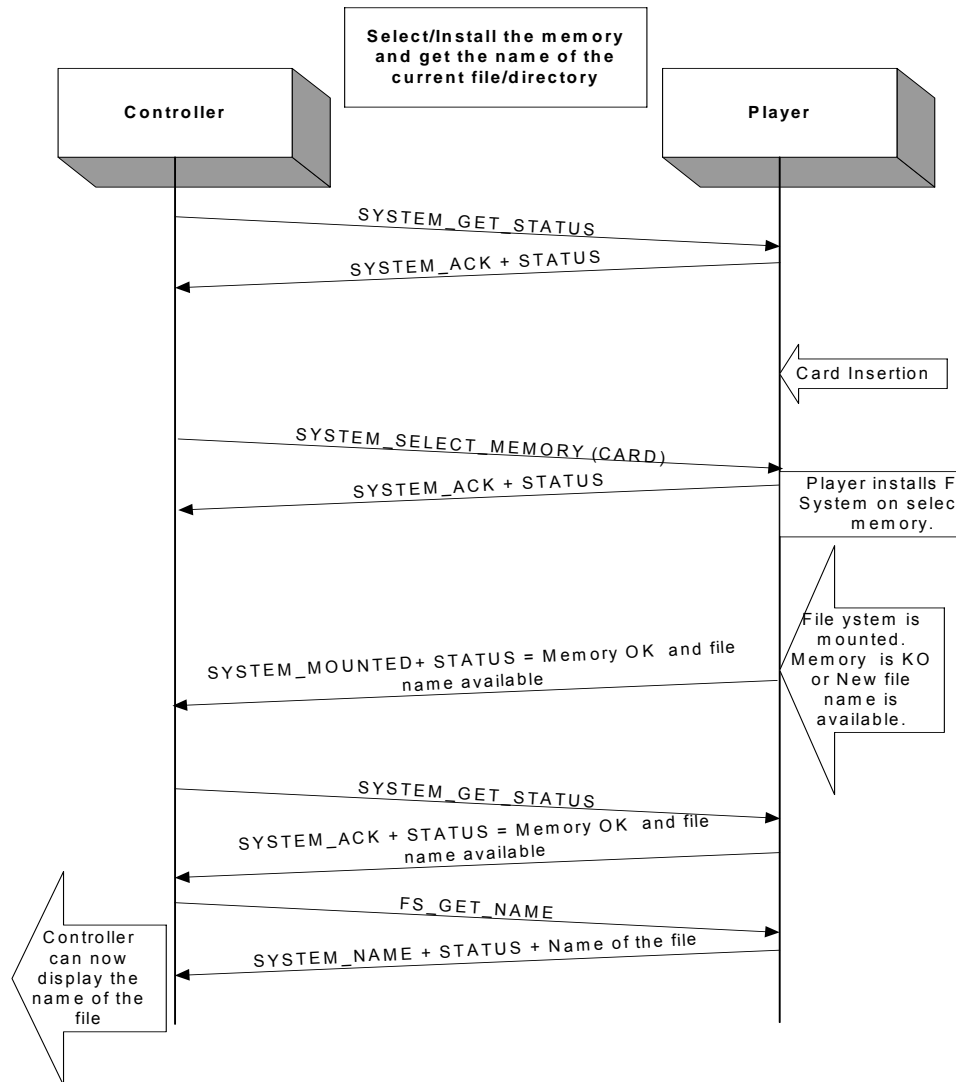 Select/Install the memory
and get the name of the
current file/directory
Controller
Player
SYSTEM_GET_STATUS
SYSTEM_ACK + STATUS
Card Insertion
SYSTEM_SELECT_MEMORY (CARD)
SYSTEM_ACK + STATUS
Player installs F
System on selec
memory.
File ystem is
mounted.
Memory is KO
or New file
name is
available.
SYSTEM_MOUNTED+ STATUS = Memory OK and file
name available
SYSTEM_GET_STATUS
SYSTEM_ACK + STATUS = Memory OK and file
name available
FS_GET_NAME
SYSTEM_NAME + STATUS + Name of the file
Controller
can now
display the
name of the
file